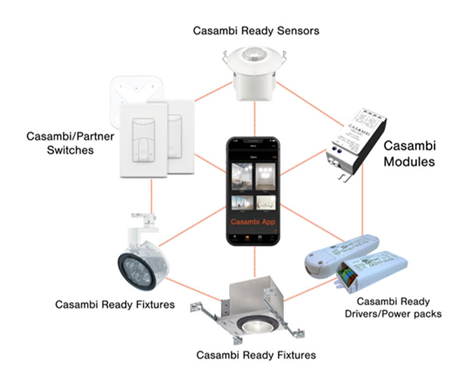 Casambi Ready Sensors
Casambi/Partner
Switches
CASAMBI
Casambi
Modules
Casambi App
Casambi Ready Fixtures
Casambi Ready
Drivers/Power packs
Casambi Ready Fixtures